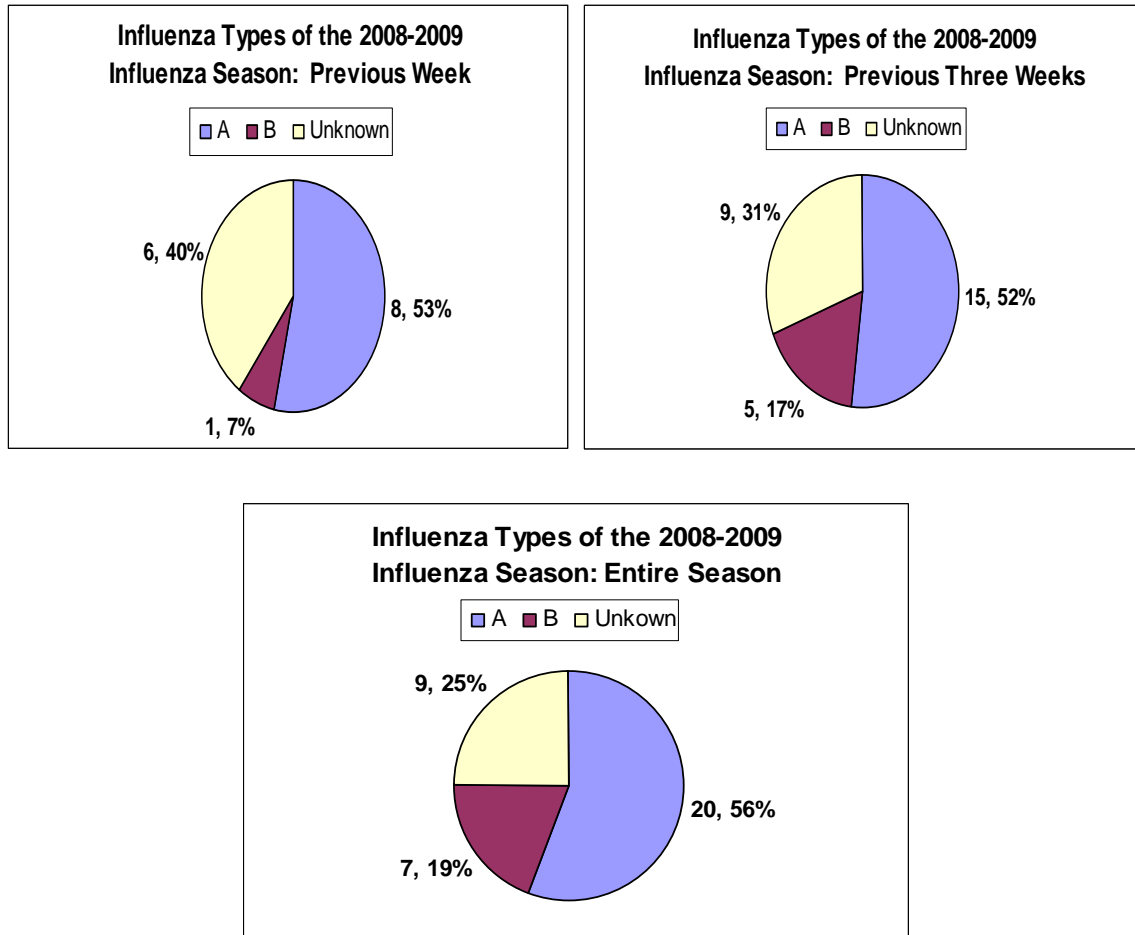 Influenza Types of the 2008-2009
Influenza Season: Previous Week
A B Unknown
6, 40%
8, 53%
1, 7%
Influenza Types of the 2008-2009
Influenza Season: Previous Three Weeks
A B Unknown
9, 31%
15, 52%
5, 17%
Influenza Types of the 2008-2009
Influenza Season: Entire Season
A B Unkown
9, 25%
20, 56%
7, 19%